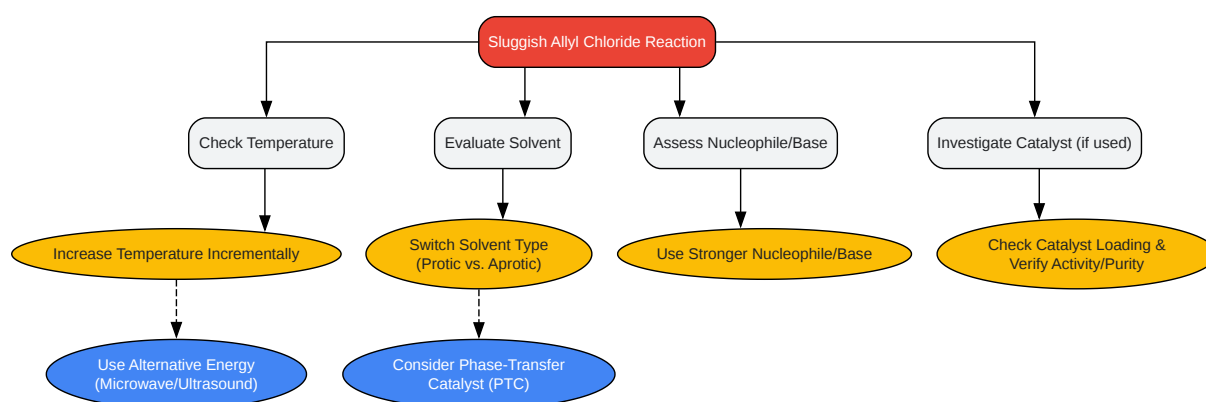 Sluggish Allyl Chloride Reaction
Check Temperature
Evaluate Solvent
Assess Nucleophile/Base
Investigate Catalyst (if used)
Increase Temperature Incrementally
Switch Solvent Type
(Protic vs. Aprotic)
Use Stronger Nucleophile/Base
Check Catalyst Loading &
Verify Activity/Purity
Use Alternative Energy
(Microwave/Ultrasound)
Consider Phase-Transfer
Catalyst (PTC)